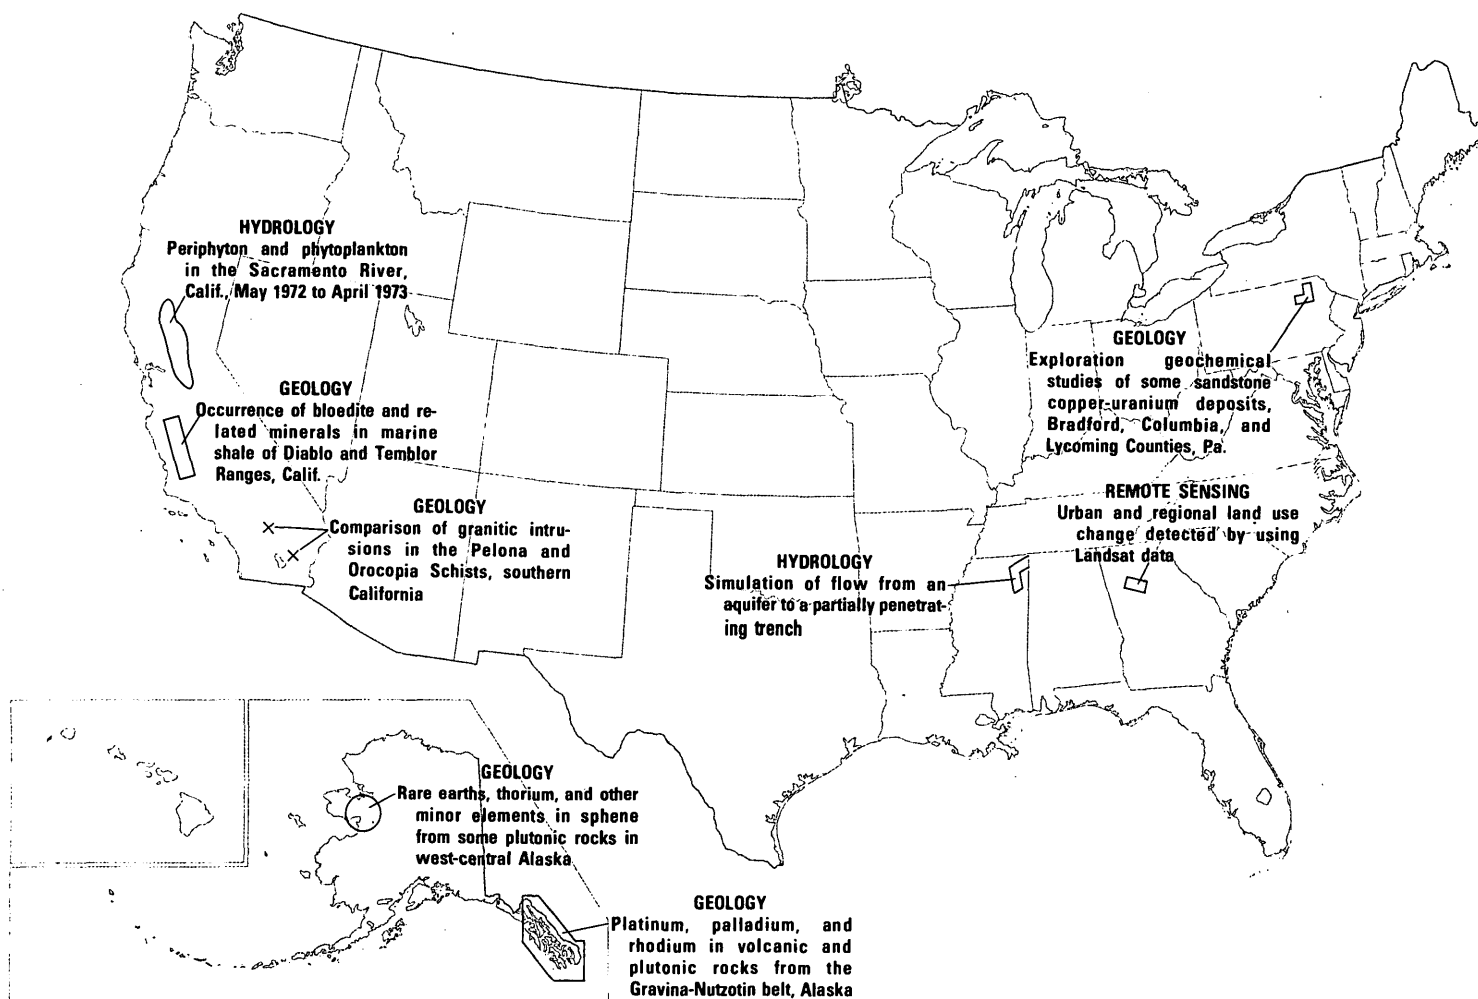 HYDROLOGY
Periphyton and phytoplankton
in the Sacramento River,
Calif., May 1972 to April 1973
GEOLOGY
Occurrence of bloedite and re-
lated minerals in marine
shale of Diablo and Temblor
Ranges, Calif.
GEOLOGY
Comparison of granitic intru-
sions in the Pelona and
Orocopia Schists, southern
California
GEOLOGY
Exploration geochemical
studies of some sandstone
copper-uranium deposits,
Bradford, Columbia, and
Lycoming Counties, Pa.
REMOTE SENSING
Urban and regional land use
change detected by using
Landsat data
HYDROLOGY
Simulation of flow from an
aquifer to a partially penetrat-
ing trench
GEOLOGY
Rare earths, thorium, and other
minor elements in sphene
from some plutonic rocks in
west-central Alaska
GEOLOGY
Platinum, palladium, and
rhodium in volcanic and
plutonic rocks from the
Gravina-Nutzotin belt, Alaska